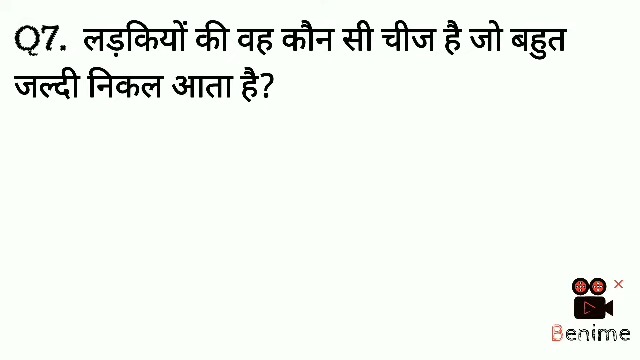 Q7. लड़कियों की वह कौन सी चीज है जो बहुत
जल्दी निकल आता है?
Benime